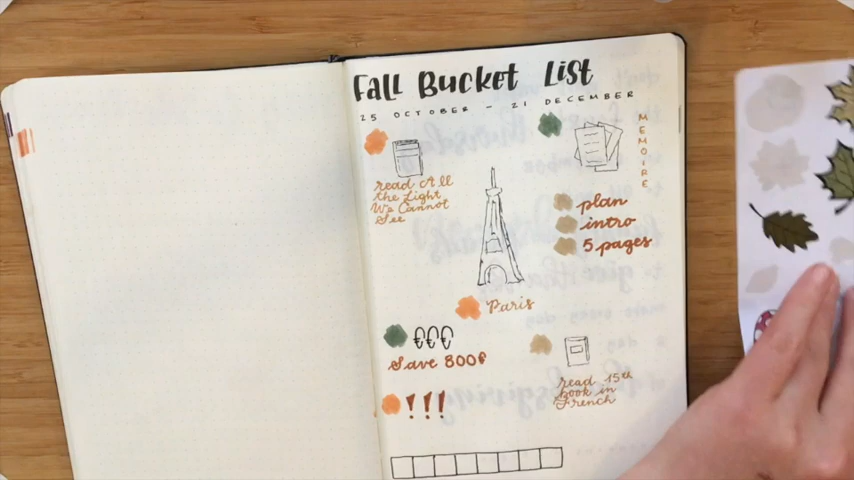 Fall Bucket List
25 OCTOBER - 21 DECEMBER
read All
the Light
We Cannot
See
MEMOIRE
plan
intro
5 pages
Paris
€€€
Save 800€
read 15th
book in
French
!!!